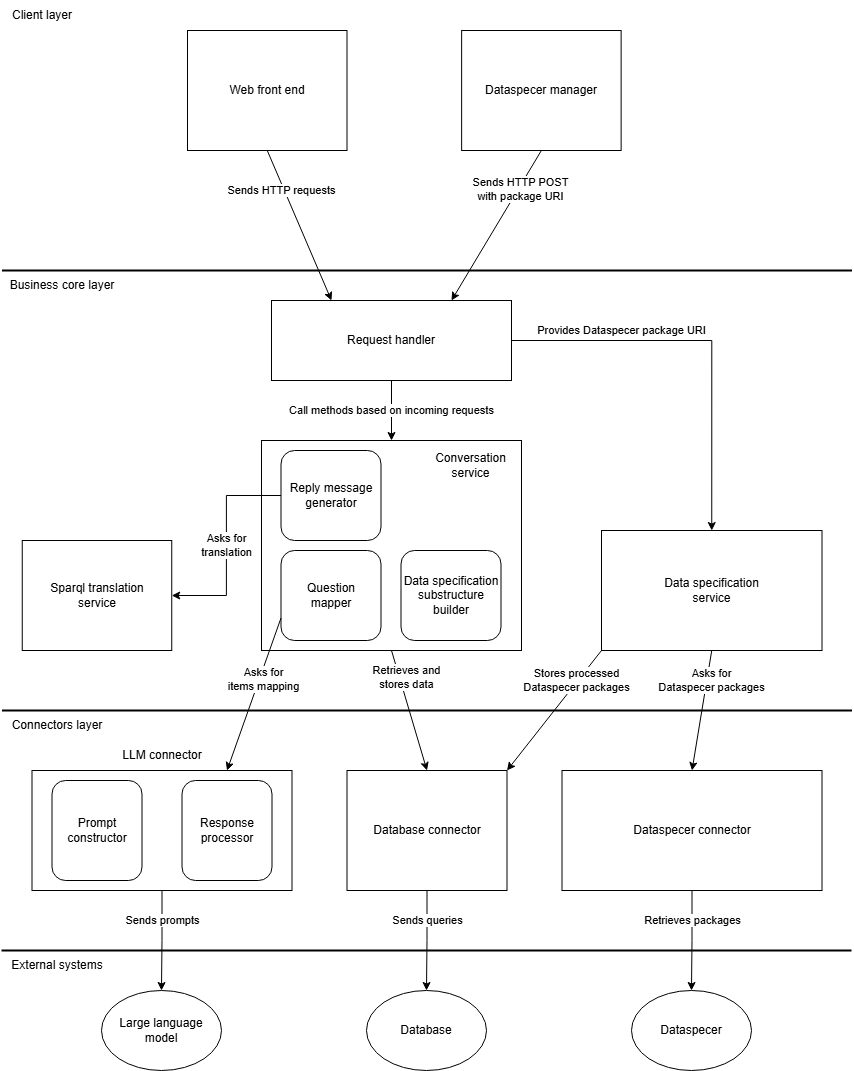 Client layer
Web front end
Dataspecer manager
Sends HTTP requests
Sends HTTP POST
with package URI
Business core layer
Request handler
Provides Dataspecer package URI
Call methods based on incoming requests
Conversation
service
Reply message
generator
Asks for
translation
Sparql translation
service
Question
mapper
Data specification
substructure
builder
Data specification
service
Asks for
items mapping
Retrieves and
stores data
Stores processed
Dataspecer packages
Asks for
Dataspecer packages
Connectors layer
LLM connector
Prompt
constructor
Response
processor
Database connector
Dataspecer connector
Sends prompts
Sends queries
Retrieves packages
External systems
Large language
model
Database
Dataspecer